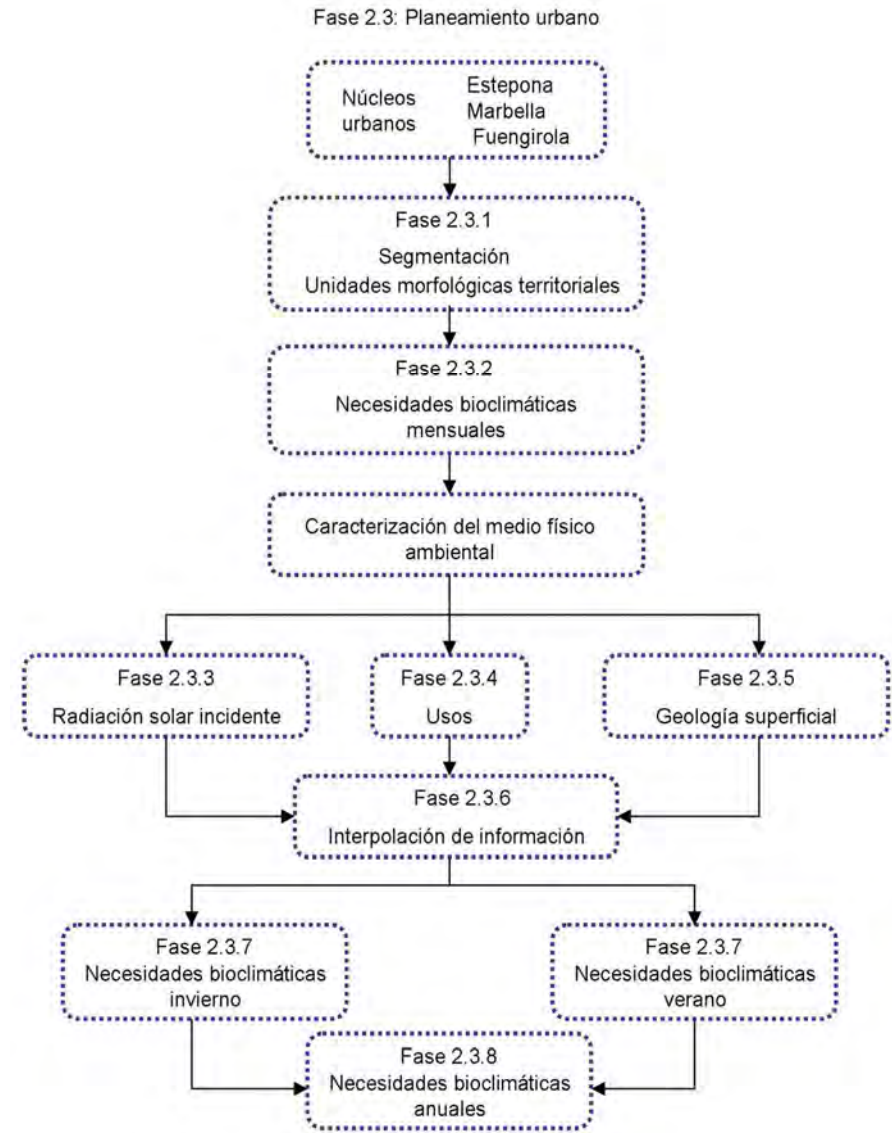 Fase 2.3: Planeamiento urbano
Núcleos
urbanos
Estepona
Marbella
Fuengirola
Fase 2.3.1
Segmentación
Unidades morfológicas territoriales
Fase 2.3.2
Necesidades bioclimáticas
mensuales
Caracterización del medio físico
ambiental
Fase 2.3.3
Radiación solar incidente
Fase 2.3.4
Usos
Fase 2.3.5
Geología superficial
Fase 2.3.6
Interpolación de información
Fase 2.3.7
Necesidades bioclimáticas
invierno
Fase 2.3.7
Necesidades bioclimáticas
verano
Fase 2.3.8
Necesidades bioclimáticas
anuales